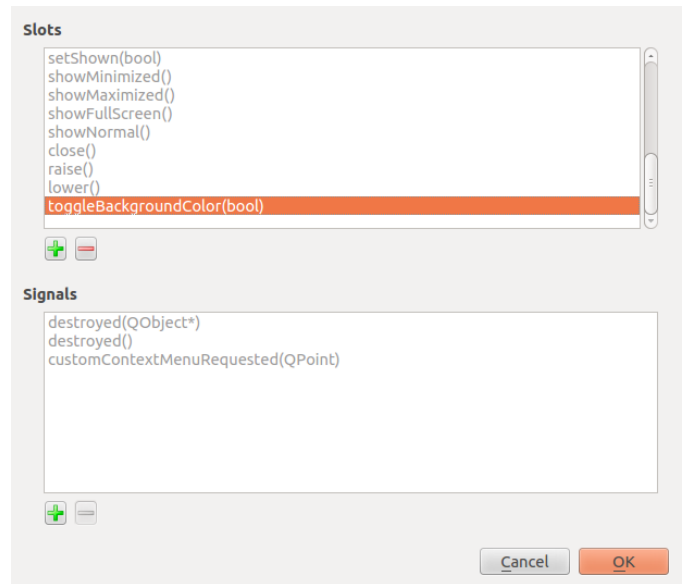 Slots
setShown(bool)
showMinimized()
showMaximized()
showFullScreen()
showNormal()
close()
raise()
lower()
toggleBackgroundColor(bool)
Signals
destroyed(QObject*)
destroyed()
customContextMenuRequested(QPoint)
Cancel
OK